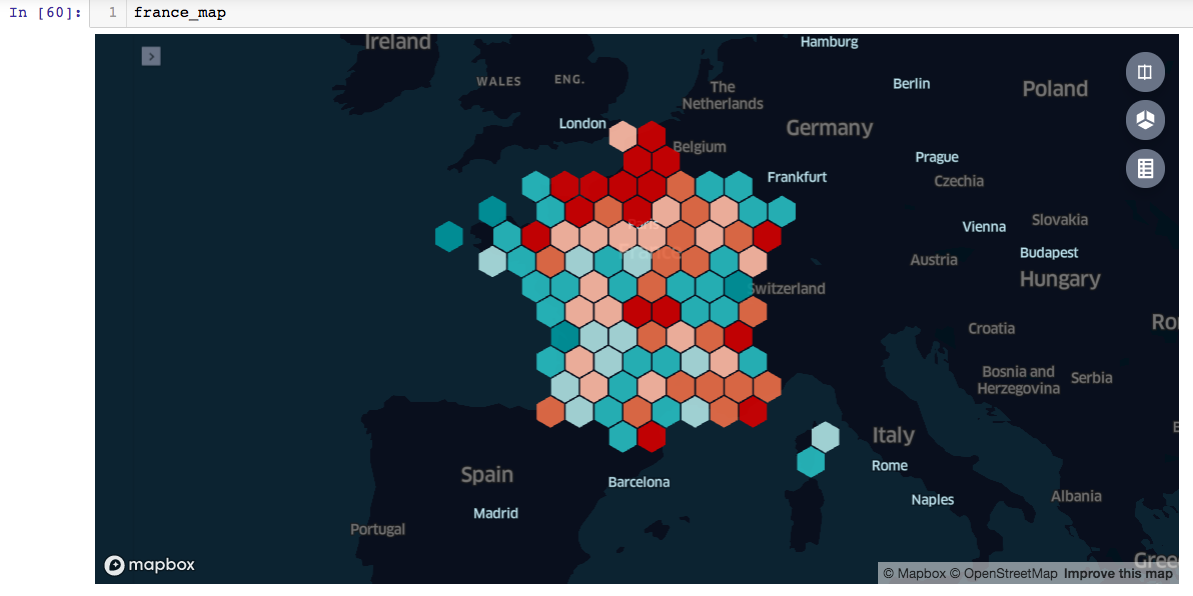 In [60]:
1 france_map
Ireland
Hamburg
WALES
ENG.
The
Netherlands
Berlin
Poland
London
Germany
Belgium
Prague
Frankfurt
Czechia
Paris
Vienna
Slovakia
France
Austria
Budapest
Hungary
Switzerland
Croatia
Bosnia and
Herzegovina
Serbia
Italy
Rome
Spain
Barcelona
Naples
Albania
Madrid
Portugal
mapbox
© Mapbox © OpenStreetMap Improve this map